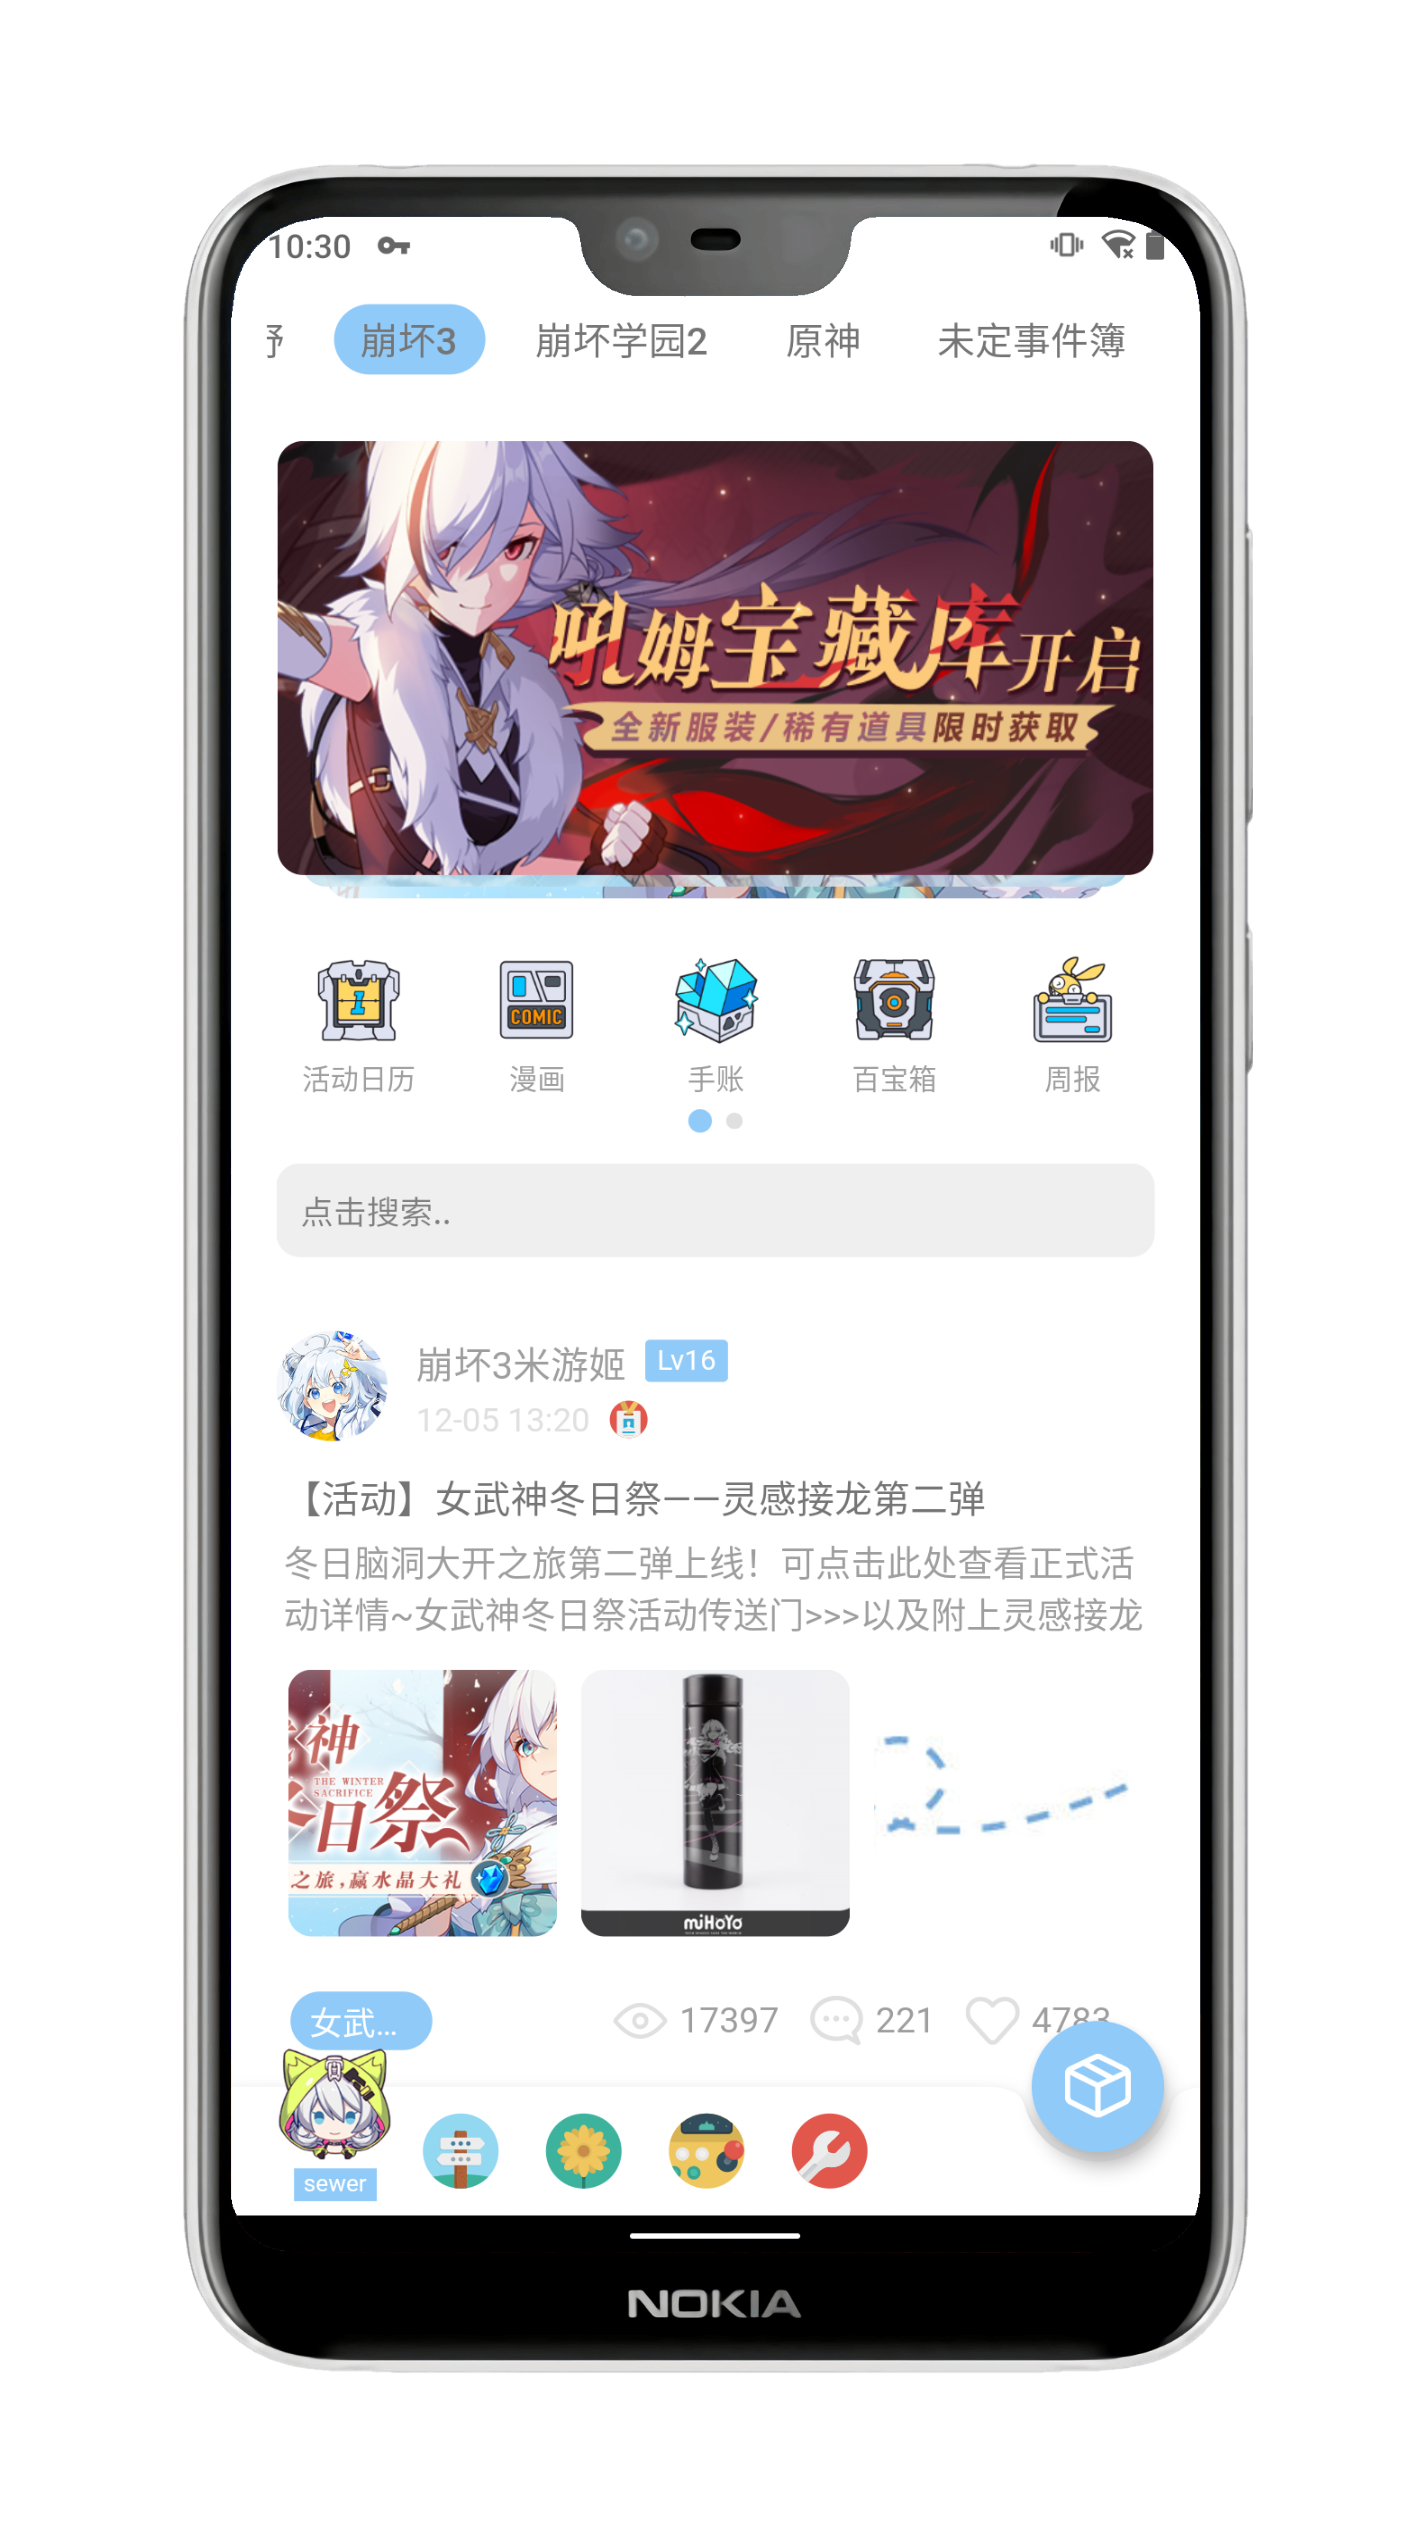 10:30
崩坏3 崩坏学园2 原神 未定事件簿
吼姆宝藏库开启
全新服装/稀有道具限时获取
1
COMIC
活动日历 漫画 手账 百宝箱 周报
点击搜索..
崩坏3米游姬 Lv16
12-05 13:20
【活动】女武神冬日祭——灵感接龙第二弹
冬日脑洞大开之旅第二弹上线！可点击此处查看正式活
动详情~女武神冬日祭活动传送门>>>以及附上灵感接龙
神
THE WINTER
SACRIFICE
日祭
之旅,赢水晶大礼
miHoYo
女武... 17397 221 4783
sewer
NOKIA